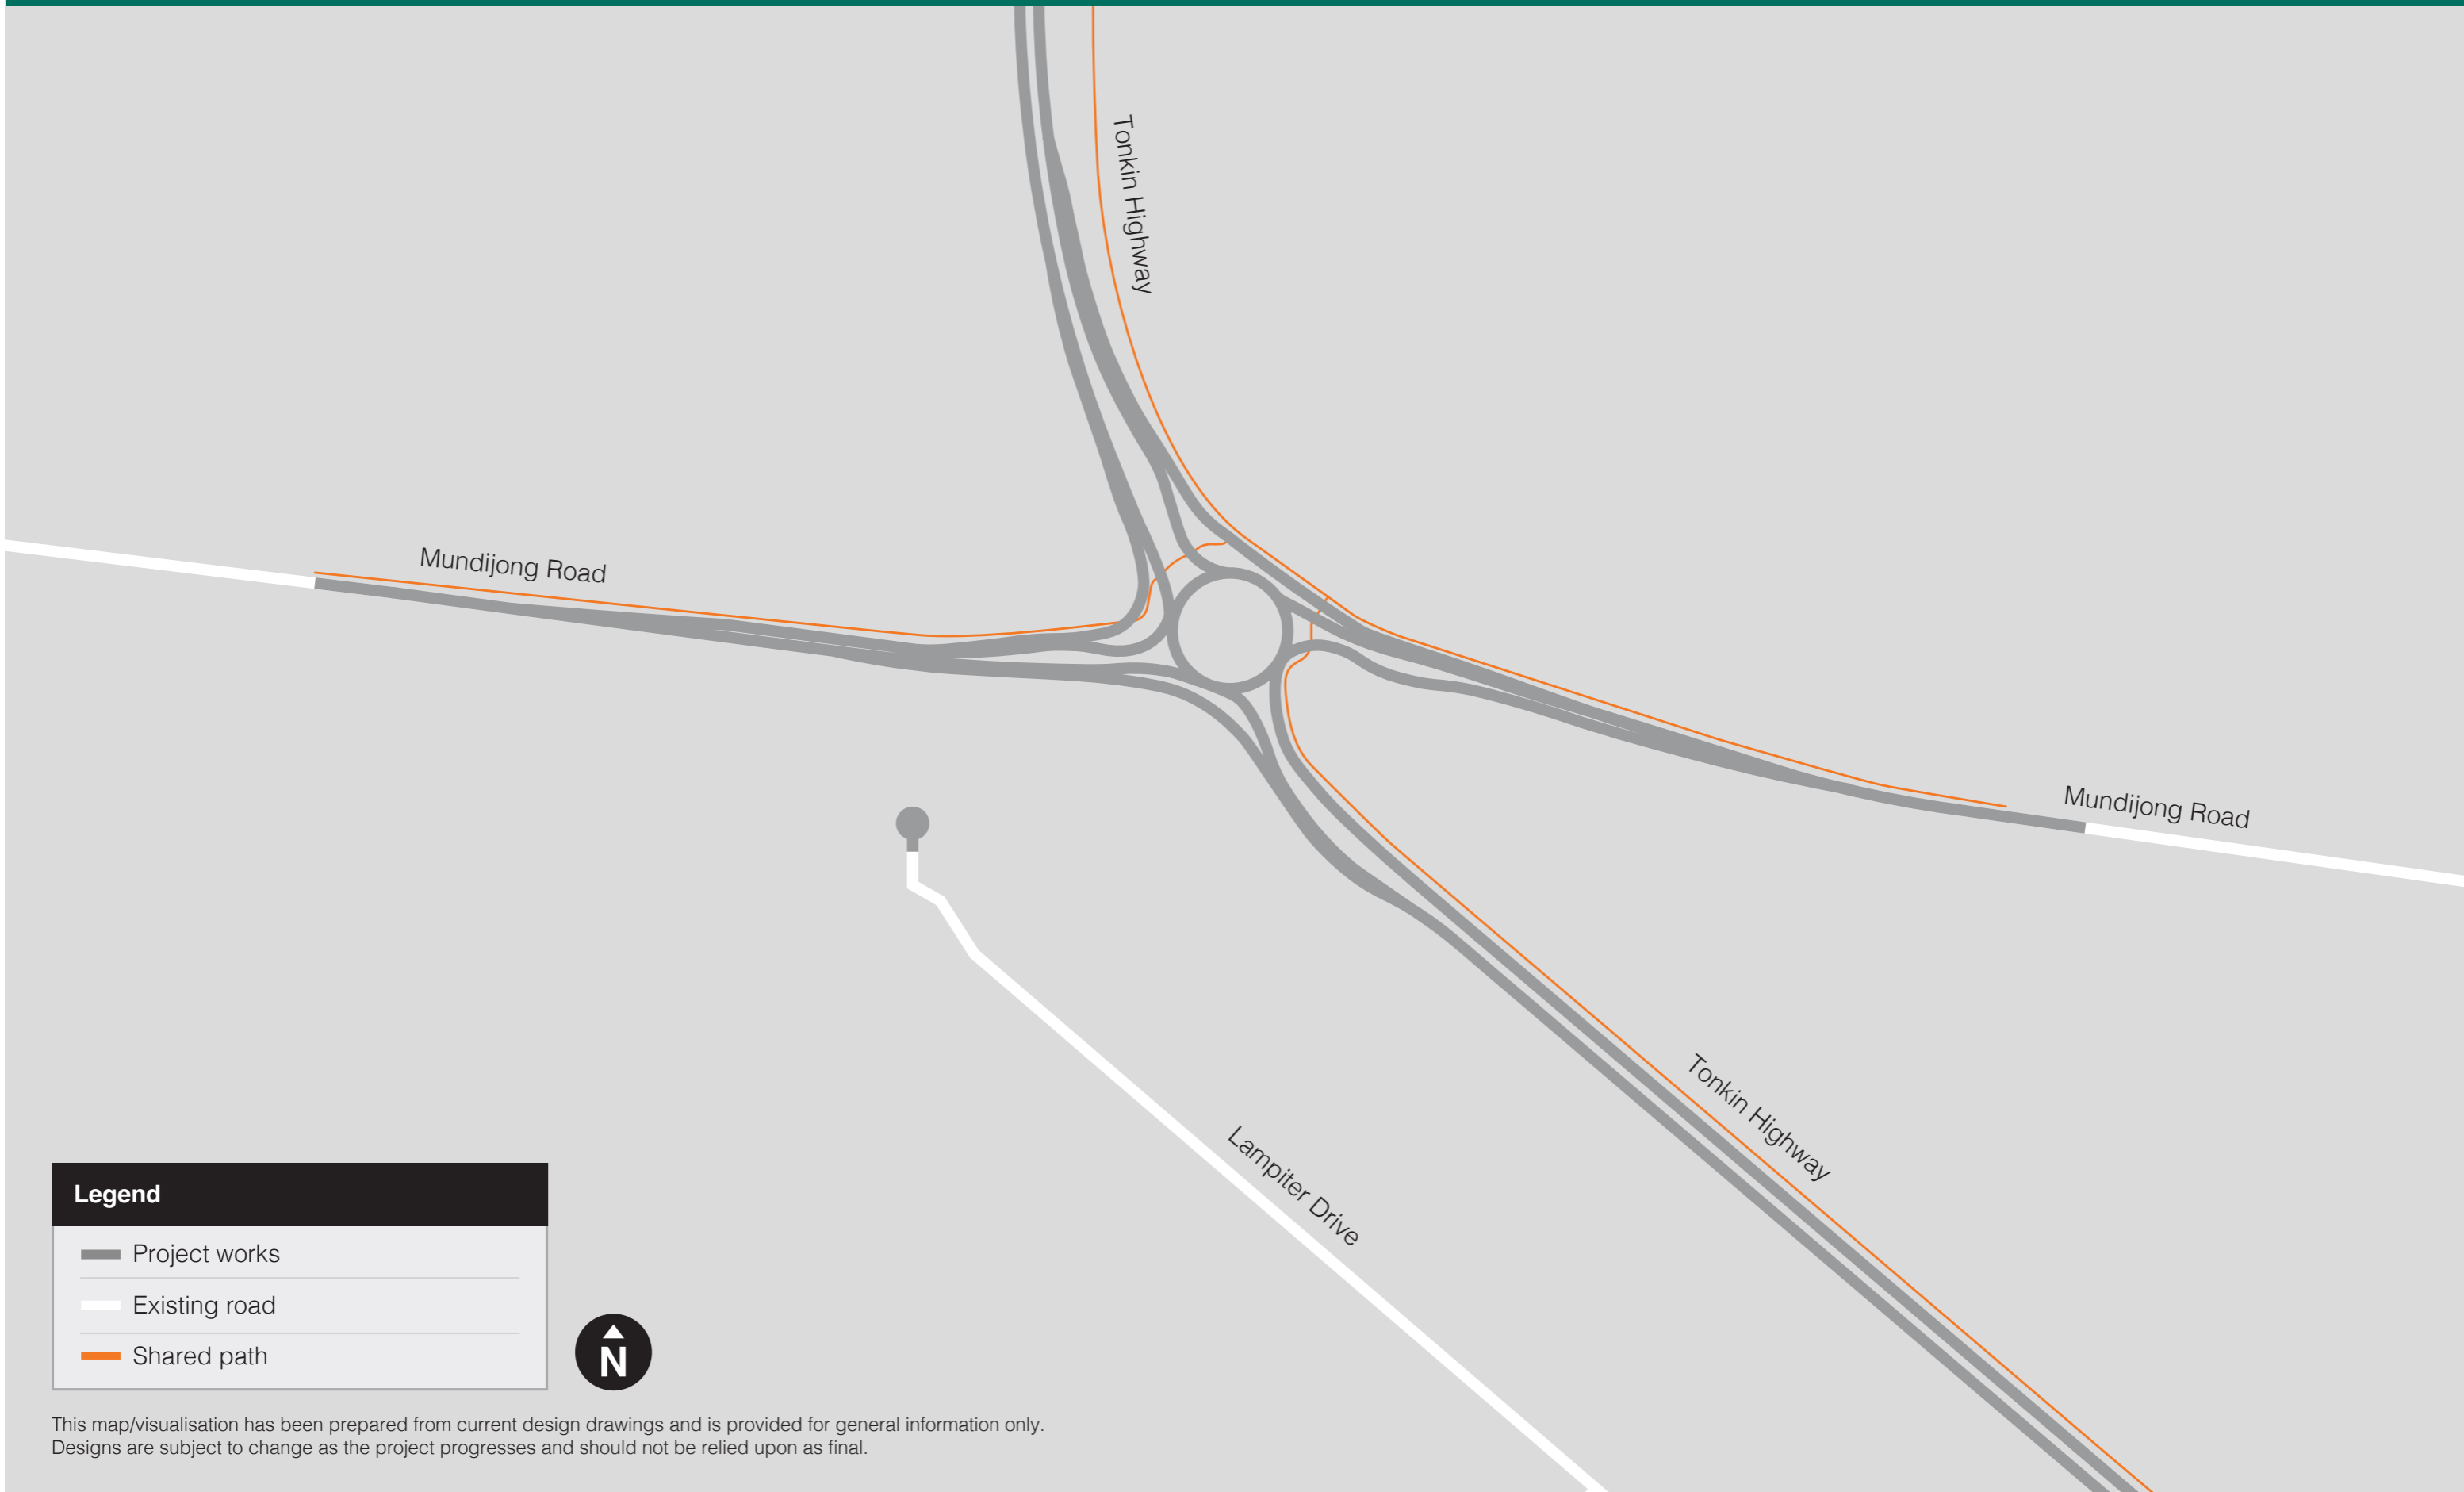 Tonkin Highway
Mundijong Road
Mundijong Road
Tonkin Highway
Lampiter Drive
Legend
Project works
Existing road
Shared path
N
This map/visualisation has been prepared from current design drawings and is provided for general information only.
Designs are subject to change as the project progresses and should not be relied upon as final.